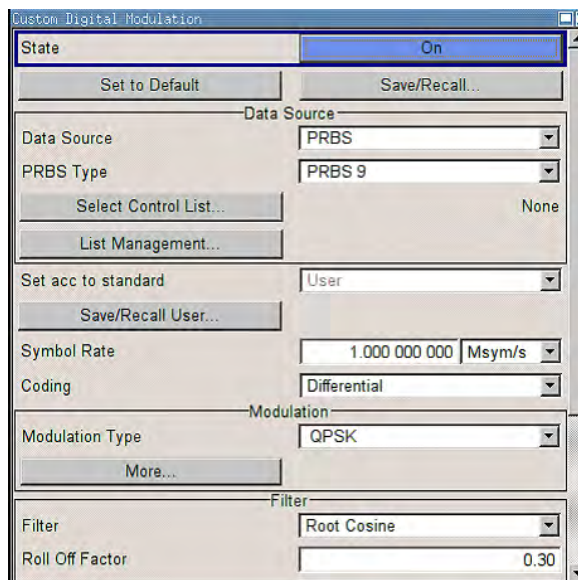 Custom Digital Modulation
State On
Set to Default Save/Recall...
Data Source
Data Source PRBS
PRBS Type PRBS 9
Select Control List... None
List Management...
Set acc to standard User
Save/Recall User...
Symbol Rate 1.000 000 000 Msym/s
Coding Differential
Modulation
Modulation Type QPSK
More...
Filter
Filter Root Cosine
Roll Off Factor 0.30